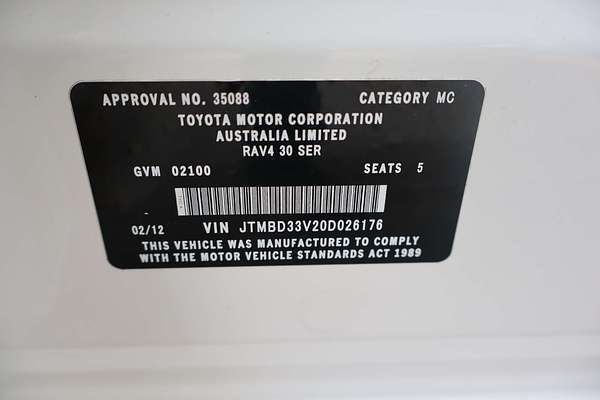 APPROVAL NO. 35088 CATEGORY MC
TOYOTA MOTOR CORPORATION
AUSTRALIA LIMITED
RAV4 30 SER
GVM 02100 SEATS 5
02/12 VIN JTMBD33V20D026176
THIS VEHICLE WAS MANUFACTURED TO COMPLY
WITH THE MOTOR VEHICLE STANDARDS ACT 1989